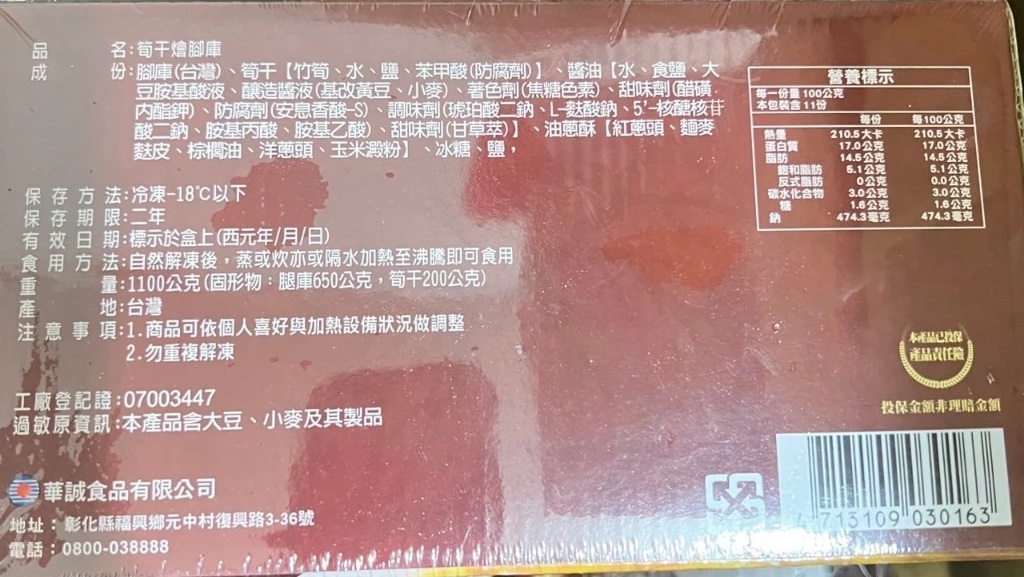 品 名:筍干燴腳庫
成 份:腳庫(台灣)、筍干【竹筍、水、鹽、苯甲酸(防腐劑)】、醬油【水、食鹽、大
豆胺基酸液、釀造醬液(基改黃豆、小麥)、著色劑(焦糖色素)、甜味劑(醋磺
內酯鉀)、防腐劑(安息香酸-S)、調味劑(琥珀酸二鈉、L-麩酸鈉、5'-核醣核苷
酸二鈉、胺基丙酸、胺基乙酸)、甜味劑(甘草萃)】、油蔥酥【紅蔥頭、麵麥
麩皮、棕櫚油、洋蔥頭、玉米澱粉】、冰糖、鹽,
保存方法:冷凍-18℃以下
保存期限:二年
有效日期:標示於盒上(西元年/月/日)
食用方法:自然解凍後,蒸或炊亦或隔水加熱至沸騰即可食用
重 量:1100公克(固形物:腿庫650公克,筍干200公克)
產 地:台灣
注意事項:1.商品可依個人喜好與加熱設備狀況做調整
2.勿重複解凍
工廠登記證:07003447
過敏原資訊:本產品含大豆、小麥及其製品
華誠食品有限公司
地址:彰化縣福興鄉元中村復興路3-36號
電話:0800-038888
營養標示
每一份量 100公克
本包裝含 11份
每份 每100公克
熱量 210.5大卡 210.5大卡
蛋白質 17.0公克 17.0公克
脂肪 14.5公克 14.5公克
飽和脂肪 5.1公克 5.1公克
反式脂肪 0公克 0.0公克
碳水化合物 3.0公克 3.0公克
糖 1.6公克 1.6公克
鈉 474.3毫克 474.3毫克
本產品已投保
產品責任險
投保金額非理賠金額
4 713109 030163